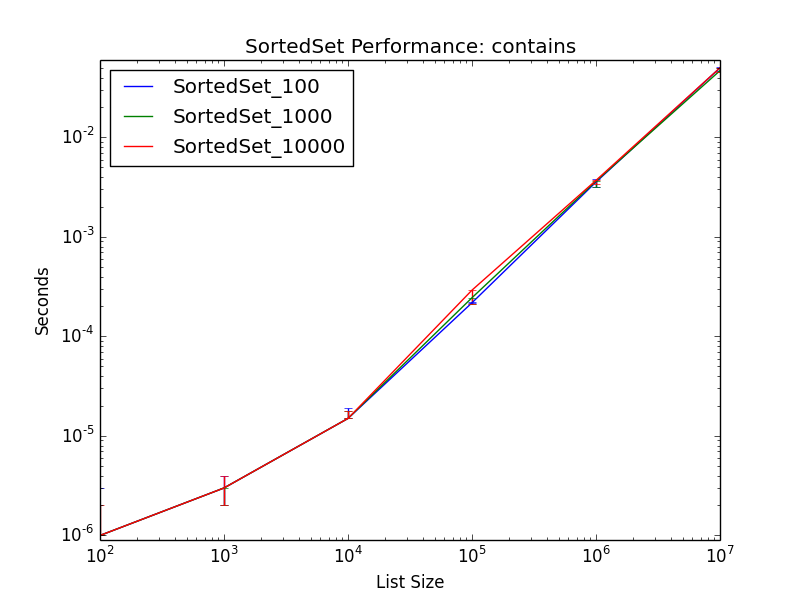 SortedSet Performance: contains
SortedSet_100
SortedSet_1000
SortedSet_10000
10^-2
10^-3
10^-4
10^-5
10^-6
Seconds
10^2 10^3 10^4 10^5 10^6 10^7
List Size